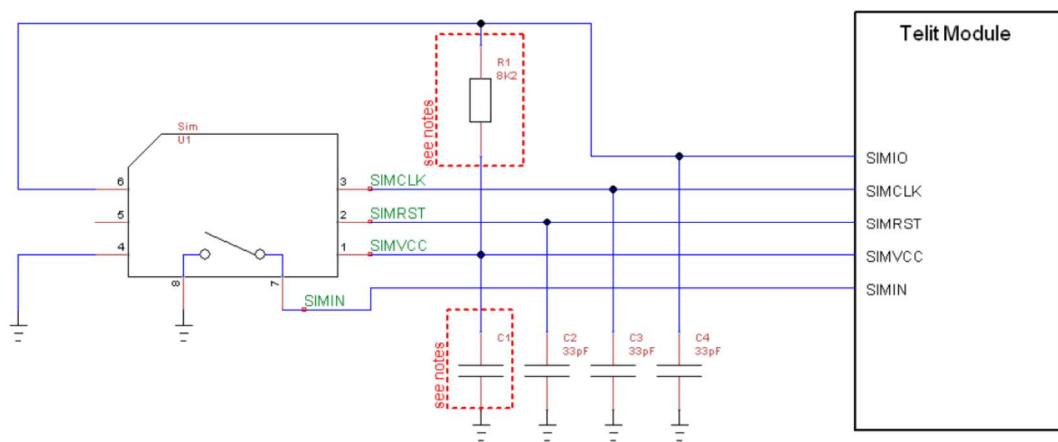 Telit Module
R1
8K2
see notes
Sim
U1
6
5
4
3
2
1
8
7
SIMCLK
SIMRST
SIMVCC
SIMIN
SIMIO
SIMCLK
SIMRST
SIMVCC
SIMIN
see notes
C1
C2
33pF
C3
33pF
C4
33pF